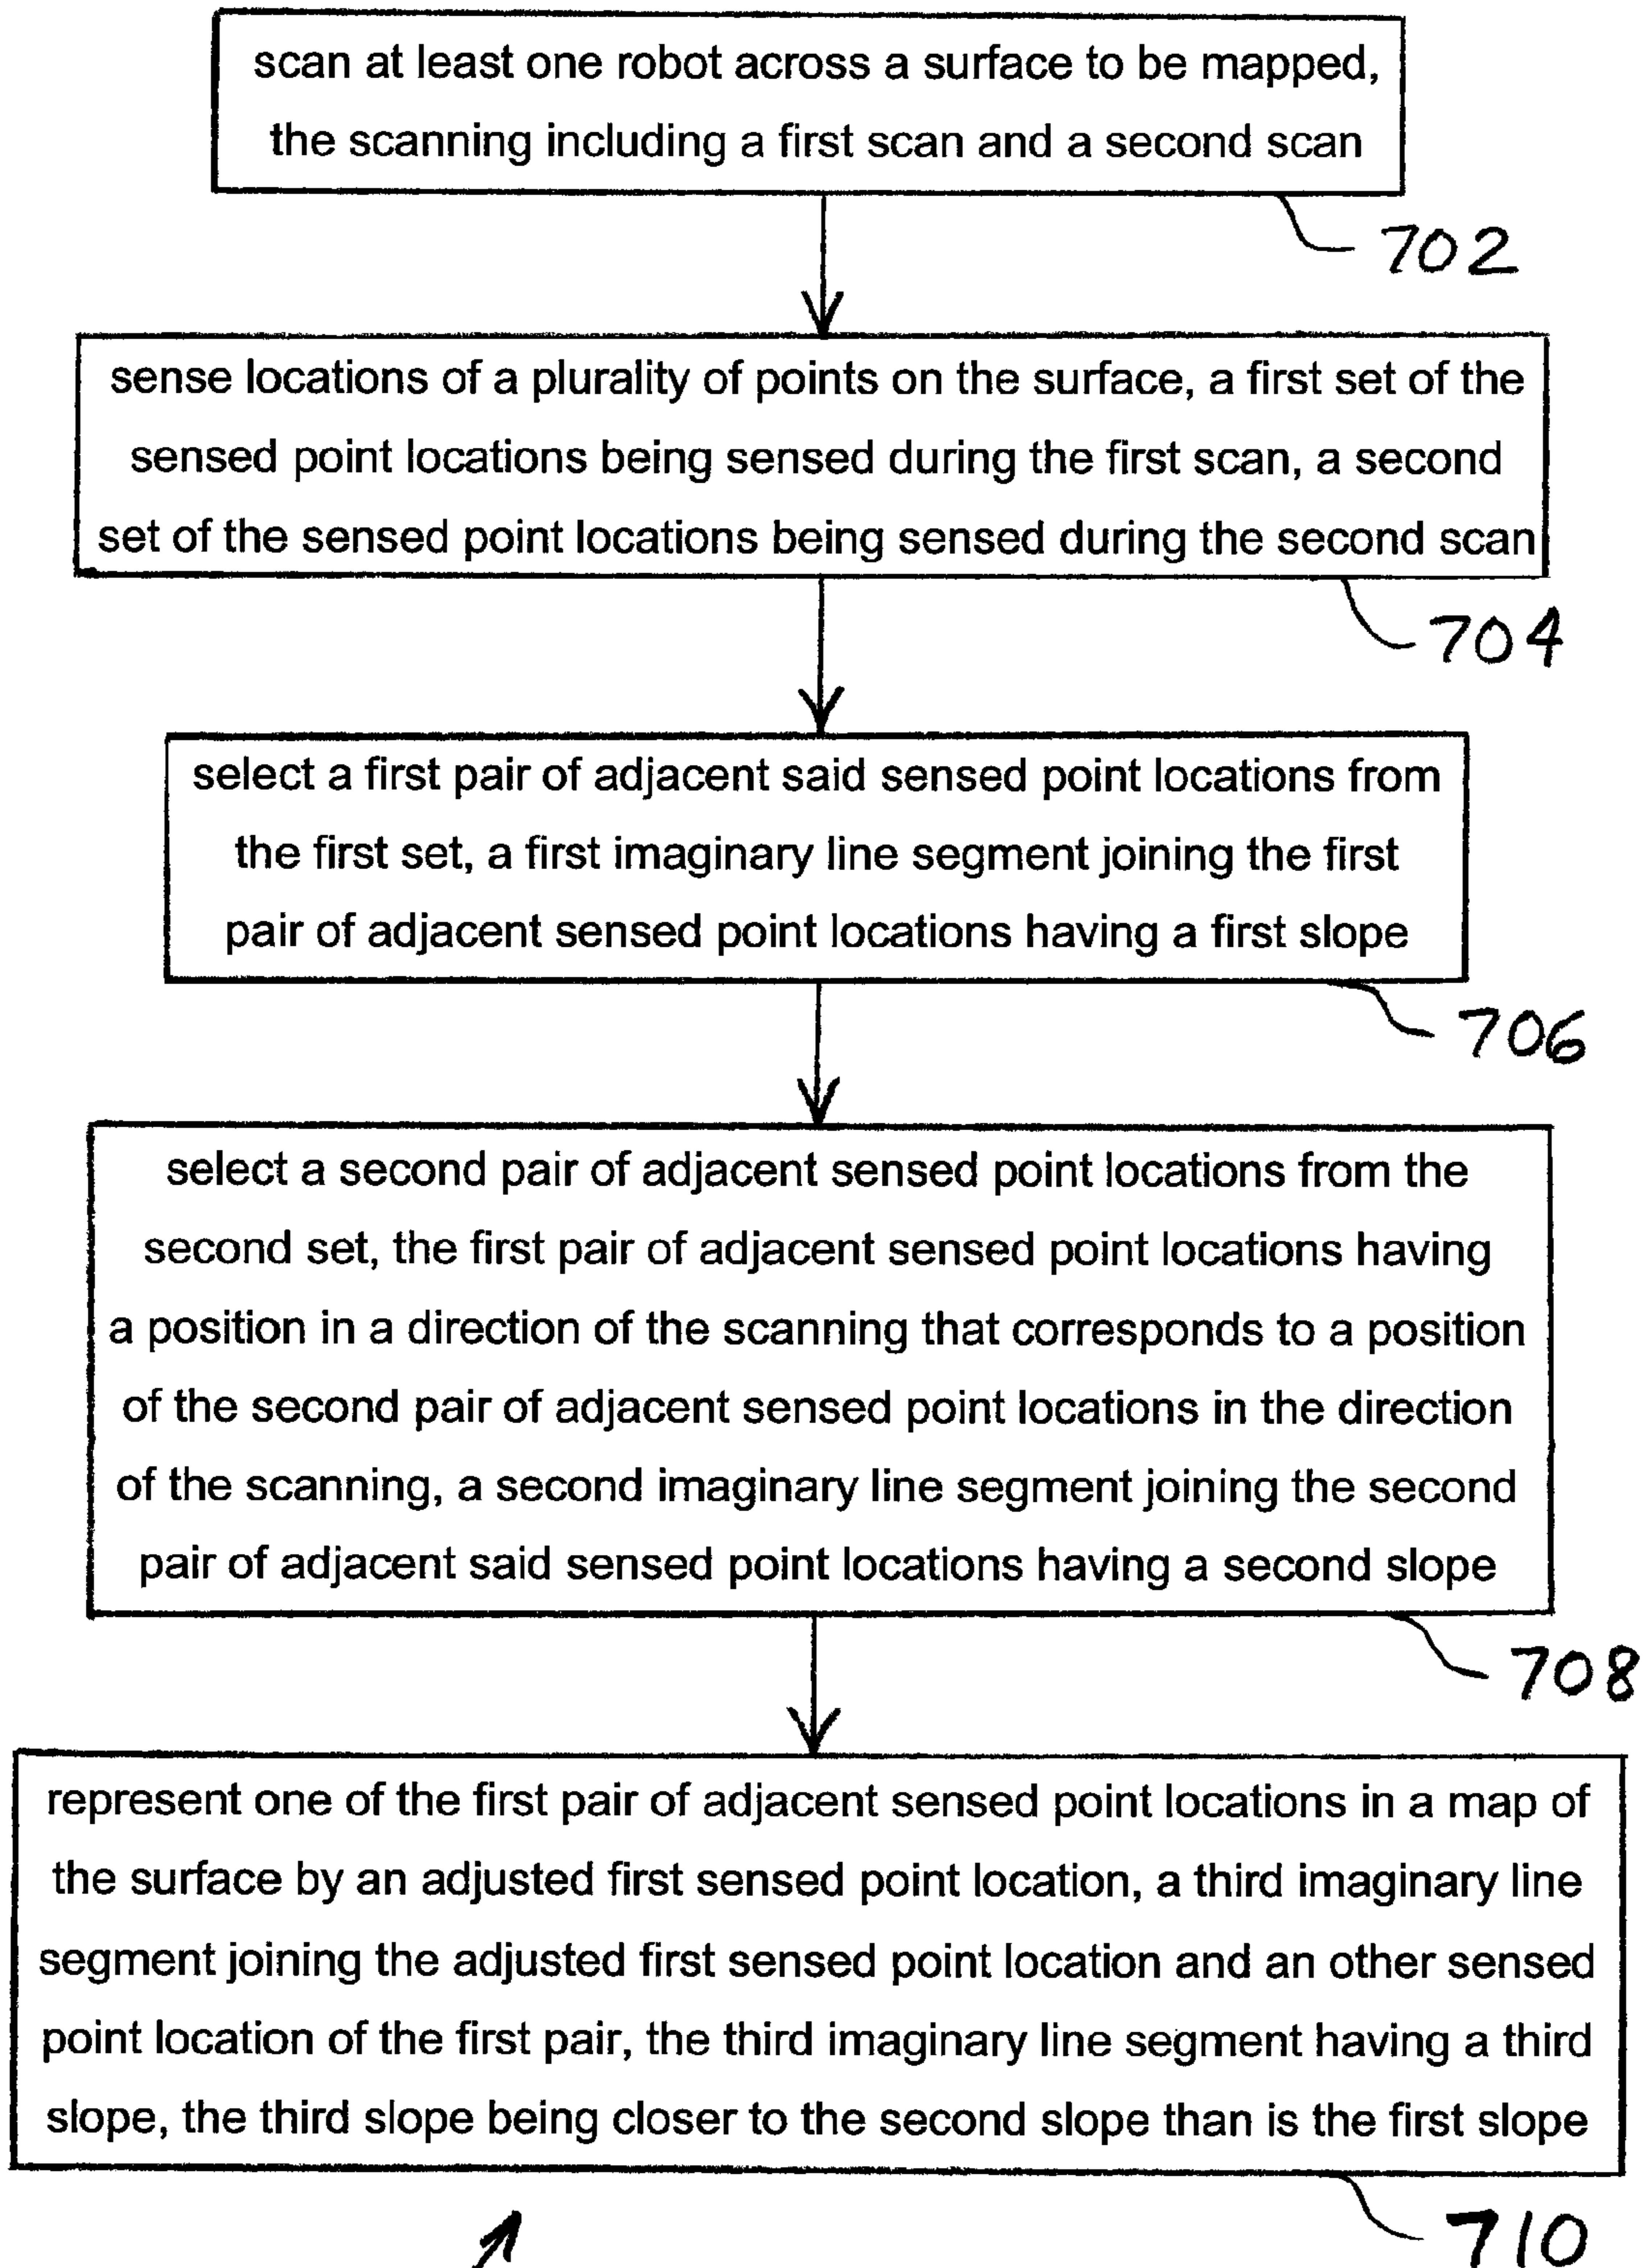 scan at least one robot across a surface to be mapped,
the scanning including a first scan and a second scan
702
sense locations of a plurality of points on the surface, a first set of the
sensed point locations being sensed during the first scan, a second
set of the sensed point locations being sensed during the second scan
704
select a first pair of adjacent said sensed point locations from
the first set, a first imaginary line segment joining the first
pair of adjacent sensed point locations having a first slope
706
select a second pair of adjacent sensed point locations from the
second set, the first pair of adjacent sensed point locations having
a position in a direction of the scanning that corresponds to a position
of the second pair of adjacent sensed point locations in the direction
of the scanning, a second imaginary line segment joining the second
pair of adjacent said sensed point locations having a second slope
708
represent one of the first pair of adjacent sensed point locations in a map of
the surface by an adjusted first sensed point location, a third imaginary line
segment joining the adjusted first sensed point location and an other sensed
point location of the first pair, the third imaginary line segment having a third
slope, the third slope being closer to the second slope than is the first slope
710